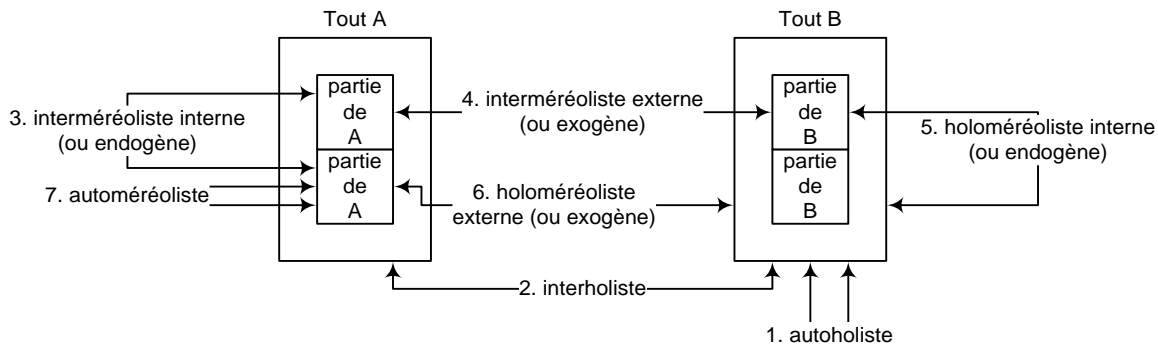 Tout A
Tout B
partie
de
A
partie
de
A
partie
de
B
partie
de
B
3. interméréoliste interne
(ou endogène)
7. automéréoliste
4. interméréoliste externe
(ou exogène)
6. holoméréoliste
externe (ou exogène)
5. holoméréoliste interne
(ou endogène)
2. interholiste
1. autoholiste